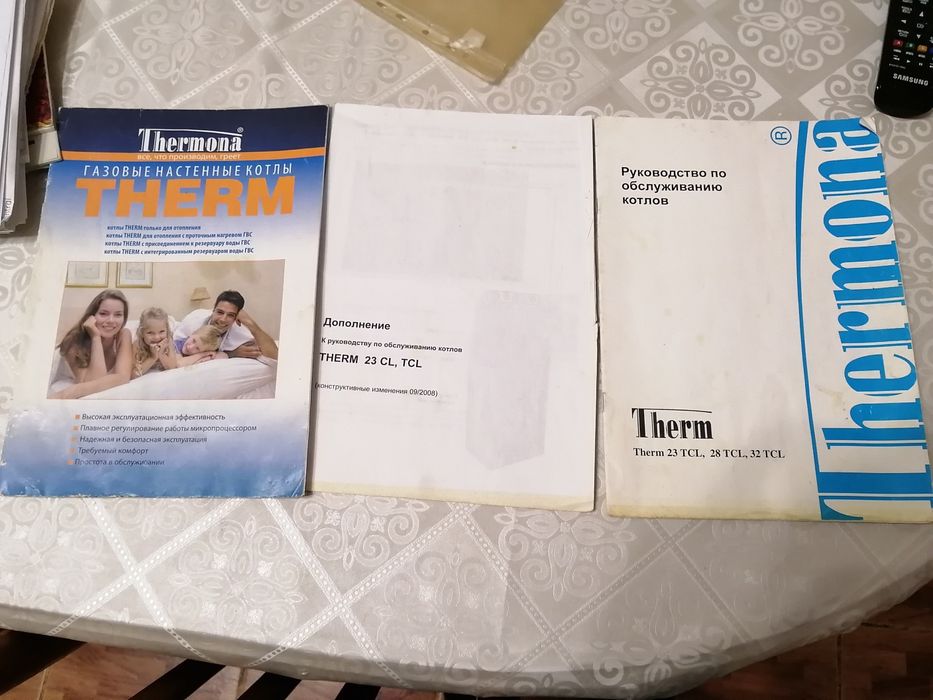 Thermona®
все, что производим, греет
ГАЗОВЫЕ НАСТЕННЫЕ КОТЛЫ
THERM
котлы THERM только для отопления
котлы THERM для отопления с проточным нагревом ГВС
котлы THERM с присоединением к резервуару воды ГВС
котлы THERM с интегрированным резервуаром воды ГВС
Высокая эксплуатационная эффективность
Плавное регулирование работы микропроцессором
Надежная и безопасная эксплуатация
Требуемый комфорт
Простота в обслуживании
Дополнение
К руководству по обслуживанию котлов
THERM 23 CL, TCL
(конструктивные изменения 09/2008)
Руководство по
обслуживанию
котлов
Therm
Therm 23 TCL, 28 TCL, 32 TCL
Thermona ®
SAMSUNG